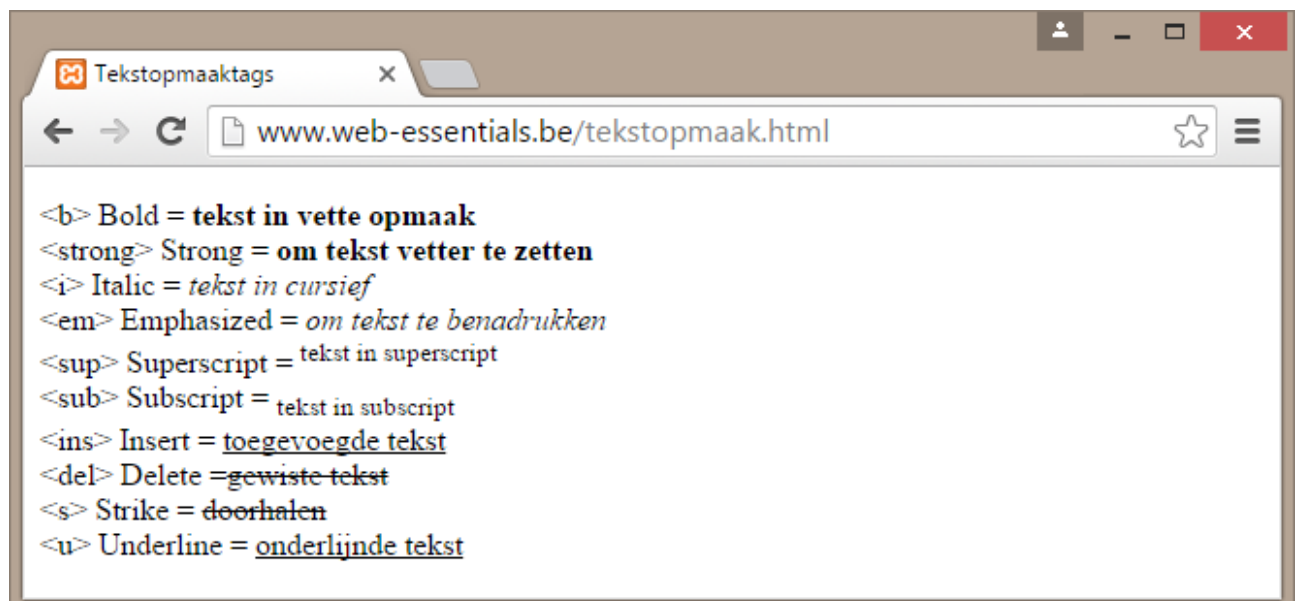 Tekstopmaaktags
www.web-essentials.be/tekstopmaak.html
<b> Bold = tekst in vette opmaak
<strong> Strong = om tekst vetter te zetten
<i> Italic = tekst in cursief
<em> Emphasized = om tekst te benadrukken
<sup> Superscript = tekst in superscript
<sub> Subscript = tekst in subscript
<ins> Insert = toegevoegde tekst
<del> Delete =gewiste tekst
<s> Strike = doorhalen
<u> Underline = onderlijnde tekst